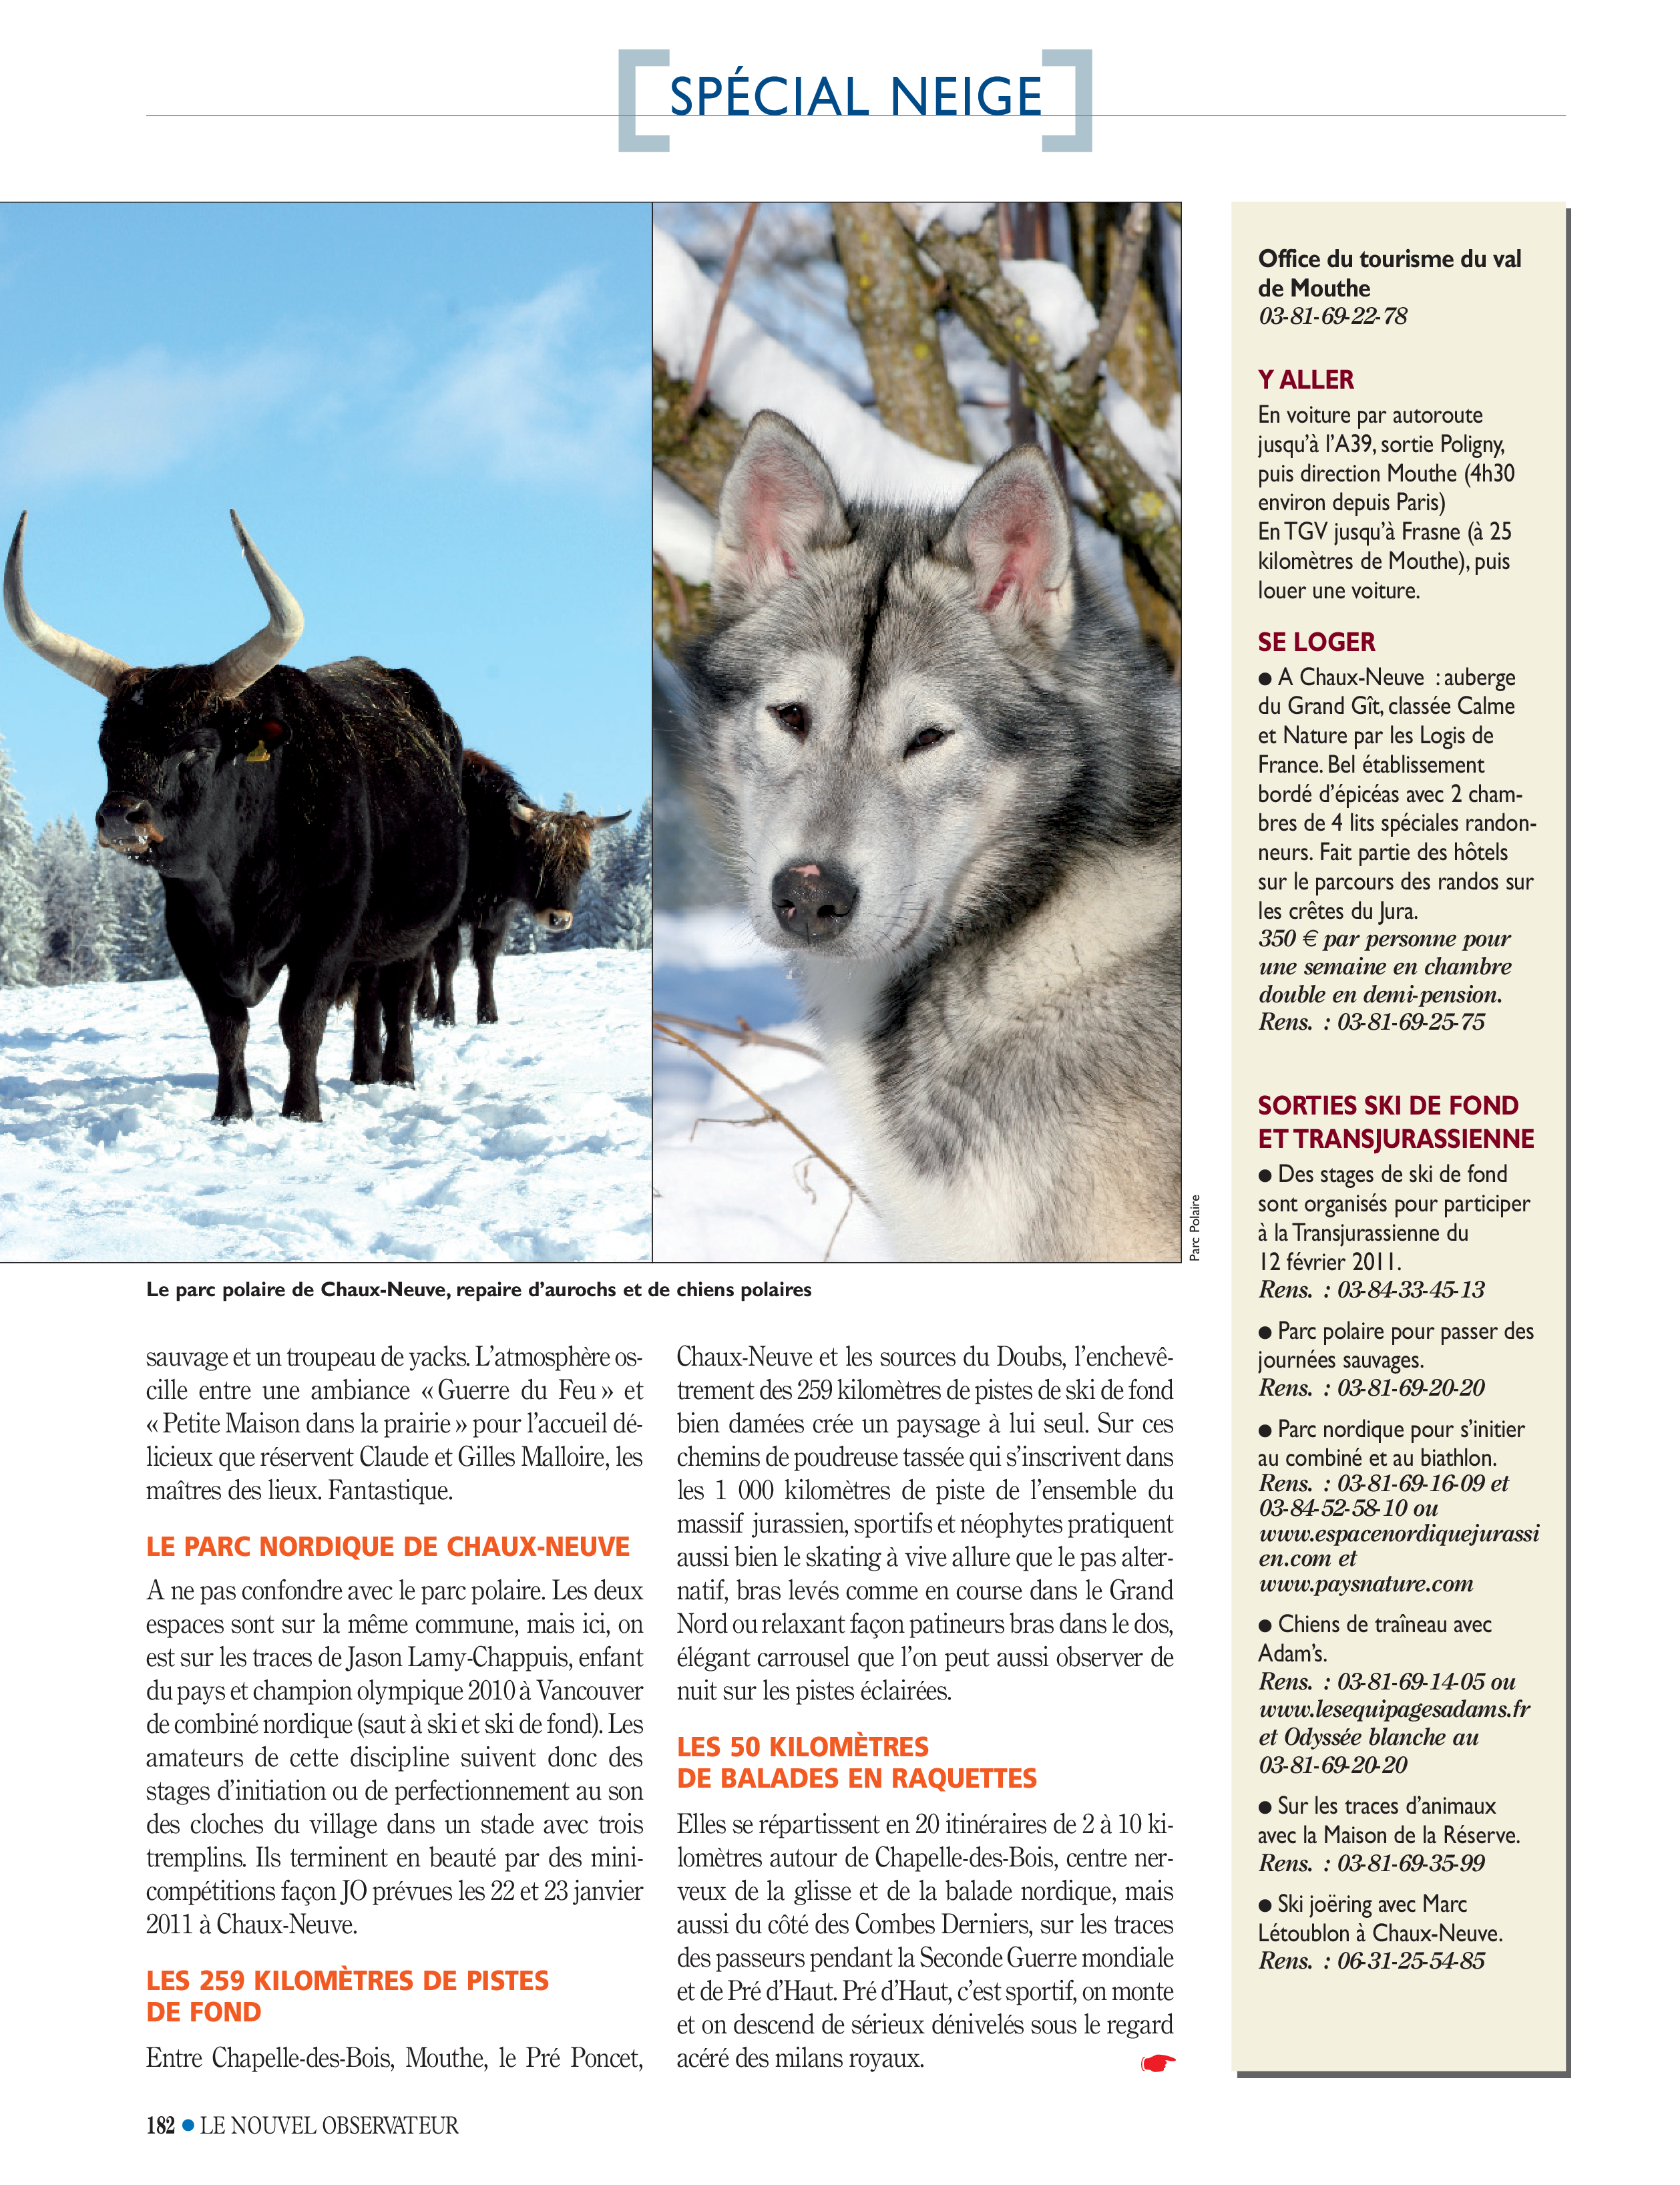 SPÉCIAL NEIGE
Parc Polaire
Le parc polaire de Chaux-Neuve, repaire d'aurochs et de chiens polaires
sauvage et un troupeau de yacks. L'atmosphère os-
cille entre une ambiance « Guerre du Feu » et
« Petite Maison dans la prairie » pour l'accueil dé-
licieux que réservent Claude et Gilles Malloire, les
maîtres des lieux. Fantastique.
LE PARC NORDIQUE DE CHAUX-NEUVE
A ne pas confondre avec le parc polaire. Les deux
espaces sont sur la même commune, mais ici, on
est sur les traces de Jason Lamy-Chappuis, enfant
du pays et champion olympique 2010 à Vancouver
de combiné nordique (saut à ski et ski de fond). Les
amateurs de cette discipline suivent donc des
stages d'initiation ou de perfectionnement au son
des cloches du village dans un stade avec trois
tremplins. Ils terminent en beauté par des mini-
compétitions façon JO prévues les 22 et 23 janvier
2011 à Chaux-Neuve.
LES 259 KILOMÈTRES DE PISTES
DE FOND
Entre Chapelle-des-Bois, Mouthe, le Pré Poncet,
Chaux-Neuve et les sources du Doubs, l'enchevê-
trement des 259 kilomètres de pistes de ski de fond
bien damées crée un paysage à lui seul. Sur ces
chemins de poudreuse tassée qui s'inscrivent dans
les 1 000 kilomètres de piste de l'ensemble du
massif jurassien, sportifs et néophytes pratiquent
aussi bien le skating à vive allure que le pas alter-
natif, bras levés comme en course dans le Grand
Nord ou relaxant façon patineurs bras dans le dos,
élégant carrousel que l'on peut aussi observer de
nuit sur les pistes éclairées.
LES 50 KILOMÈTRES
DE BALADES EN RAQUETTES
Elles se répartissent en 20 itinéraires de 2 à 10 ki-
lomètres autour de Chapelle-des-Bois, centre ner-
veux de la glisse et de la balade nordique, mais
aussi du côté des Combes Derniers, sur les traces
des passeurs pendant la Seconde Guerre mondiale
et de Pré d'Haut. Pré d'Haut, c'est sportif, on monte
et on descend de sérieux dénivelés sous le regard
acéré des milans royaux.
Office du tourisme du val
de Mouthe
03-81-69-22-78
Y ALLER
En voiture par autoroute
jusqu'à l'A39, sortie Poligny,
puis direction Mouthe (4h30
environ depuis Paris)
En TGV jusqu'à Frasne (à 25
kilomètres de Mouthe), puis
louer une voiture.
SE LOGER
● A Chaux-Neuve : auberge
du Grand Gît, classée Calme
et Nature par les Logis de
France. Bel établissement
bordé d'épicéas avec 2 cham-
bres de 4 lits spéciales randon-
neurs. Fait partie des hôtels
sur le parcours des randos sur
les crêtes du Jura.
350 € par personne pour
une semaine en chambre
double en demi-pension.
Rens. : 03-81-69-25-75
SORTIES SKI DE FOND
ET TRANSJURASSIENNE
● Des stages de ski de fond
sont organisés pour participer
à la Transjurassienne du
12 février 2011.
Rens. : 03-84-33-45-13
● Parc polaire pour passer des
journées sauvages.
Rens. : 03-81-69-20-20
● Parc nordique pour s'initier
au combiné et au biathlon.
Rens. : 03-81-69-16-09 et
03-84-52-58-10 ou
www.espacenordiquejurassi
en.com et
www.paysnature.com
● Chiens de traîneau avec
Adam's.
Rens. : 03-81-69-14-05 ou
www.lesequipagesadams.fr
et Odyssée blanche au
03-81-69-20-20
● Sur les traces d'animaux
avec la Maison de la Réserve.
Rens. : 03-81-69-35-99
● Ski joëring avec Marc
Létoublon à Chaux-Neuve.
Rens. : 06-31-25-54-85
182 ● LE NOUVEL OBSERVATEUR